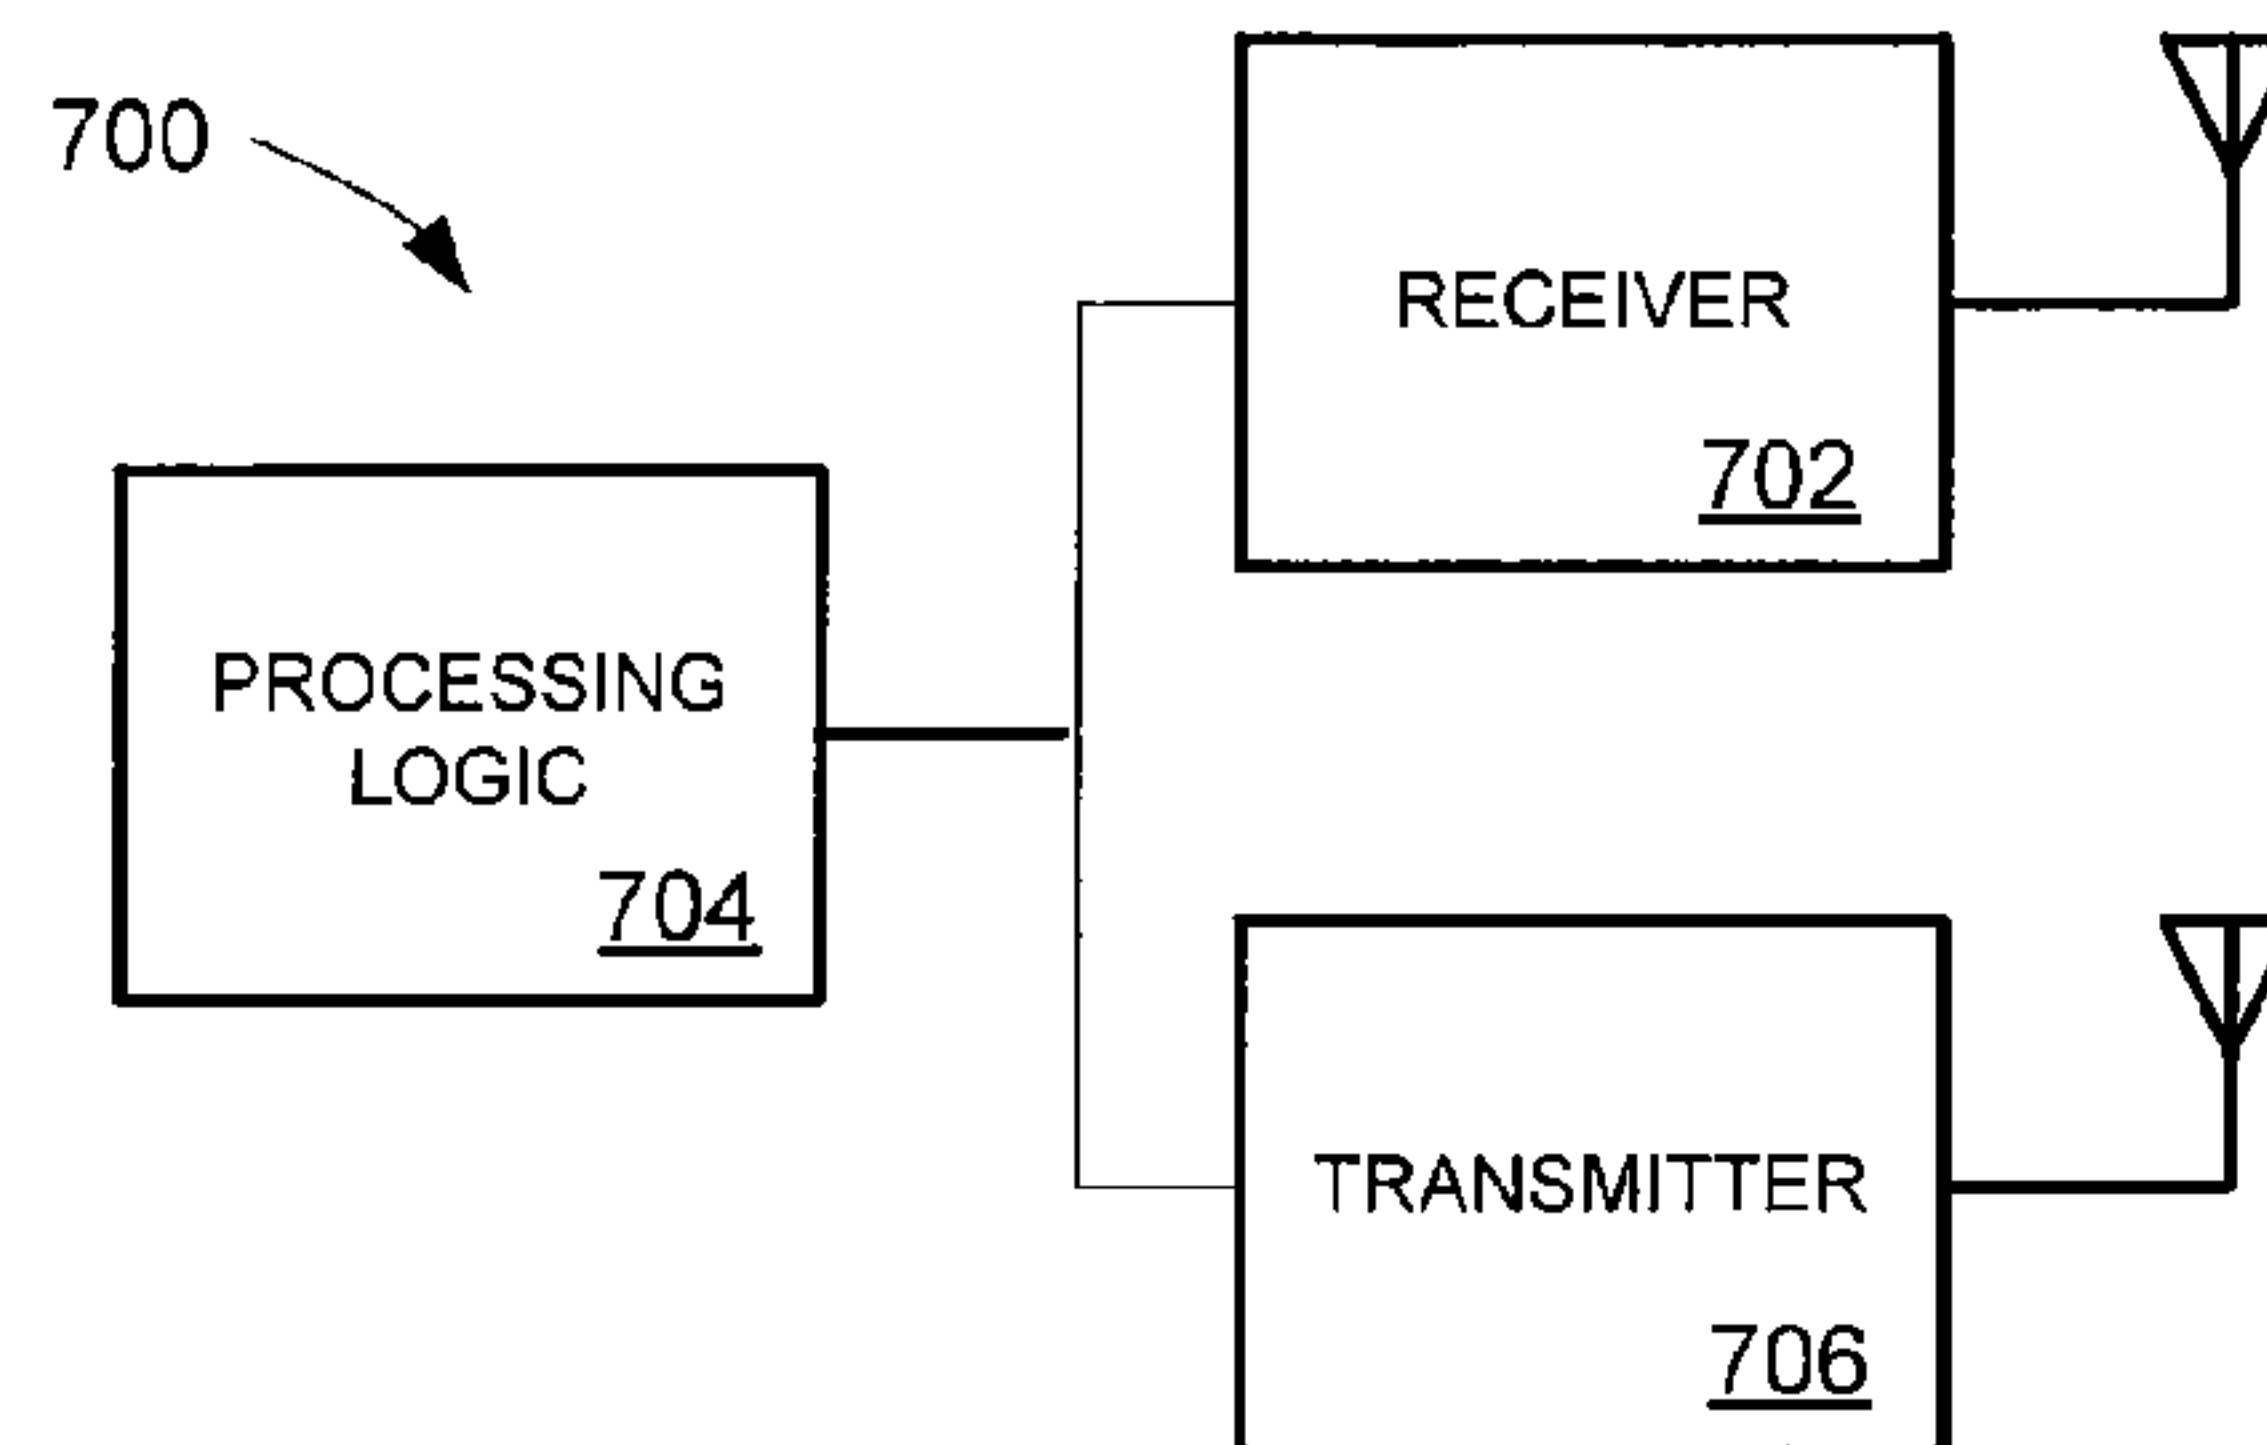 700
RECEIVER
702
PROCESSING
LOGIC
704
TRANSMITTER
706